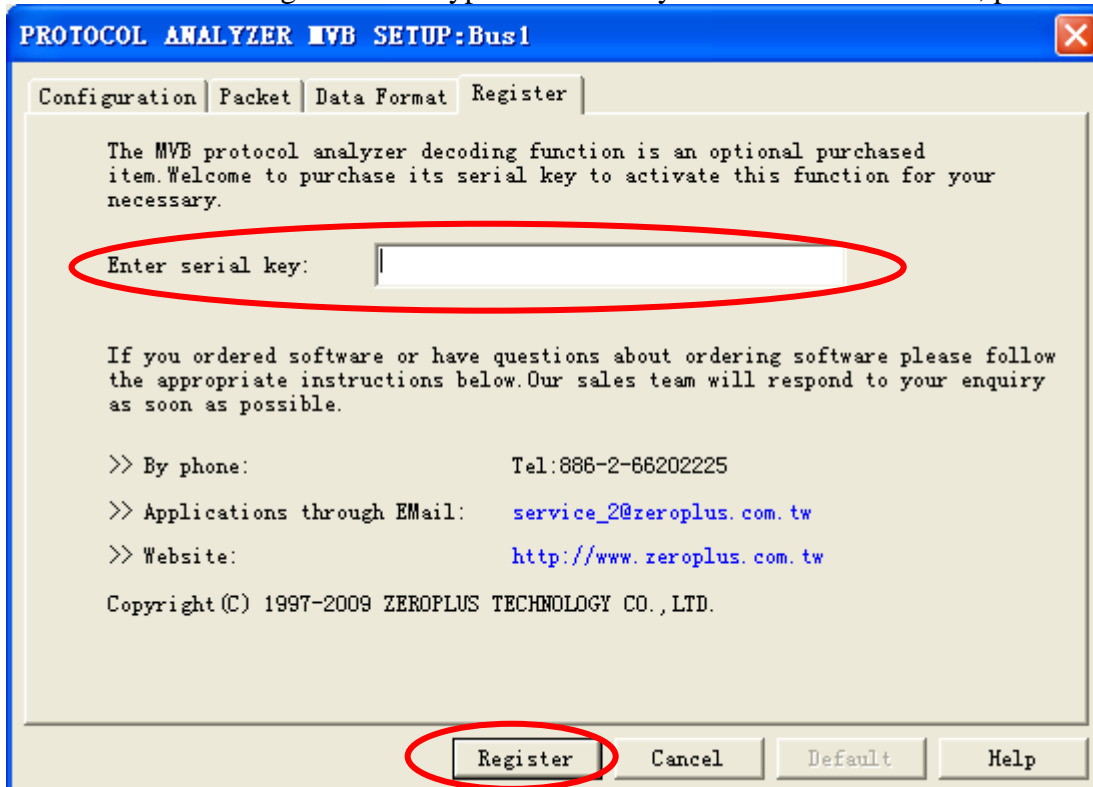 PROTOCOL ANALYZER MVB SETUP:Bus1
Configuration Packet Data Format Register
The MVB protocol analyzer decoding function is an optional purchased
item.Welcome to purchase its serial key to activate this function for your
necessary.
Enter serial key:
If you ordered software or have questions about ordering software please follow
the appropriate instructions below.Our sales team will respond to your enquiry
as soon as possible.
>> By phone: Tel:886-2-66202225
>> Applications through EMail: service_2@zeroplus.com.tw
>> Website: http://www.zeroplus.com.tw
Copyright(C) 1997-2009 ZEROPLUS TECHNOLOGY CO.,LTD.
Register Cancel Default Help